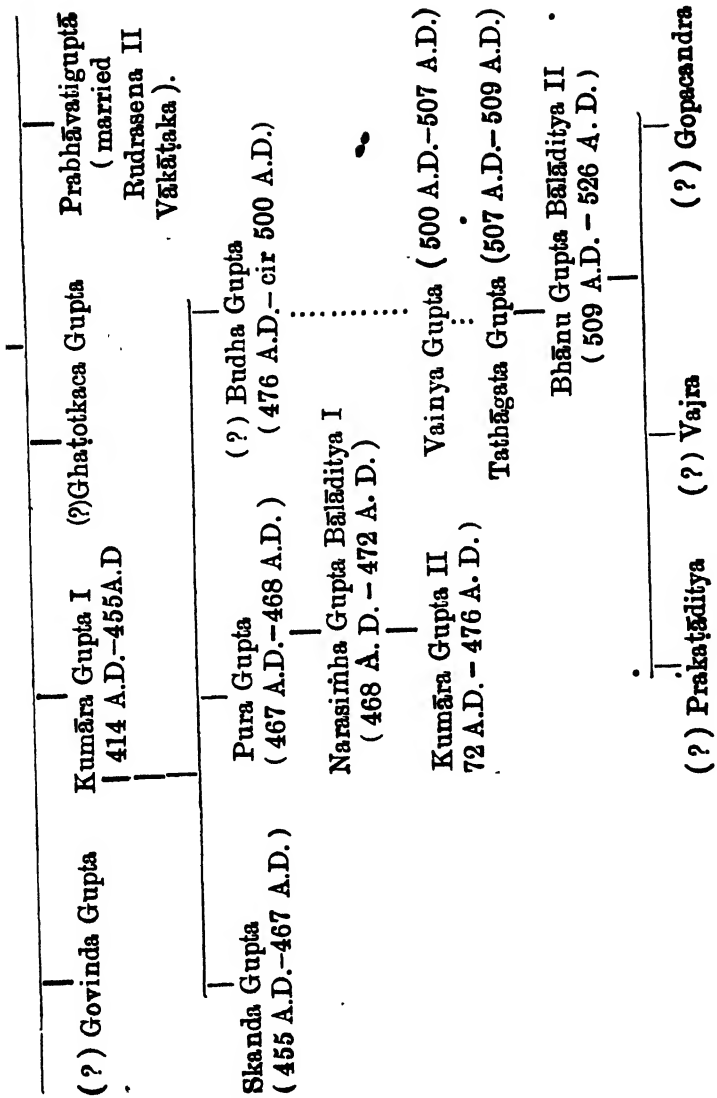 (?) Govinda Gupta
Kumāra Gupta I
414 A.D.–455A.D
(?)Ghaṭotkaca Gupta
Prabhāvatiguptā
(married
Rudrasena II
Vākāṭaka).
Skanda Gupta
(455 A.D.–467 A.D.)
Pura Gupta
(467 A.D.–468 A.D.)
(?) Budha Gupta
(476 A.D.–cir 500 A.D.)
Narasiṁha Gupta Bālāditya I
(468 A. D. – 472 A. D.)
Kumāra Gupta II
72 A.D. – 476 A. D.)
Vainya Gupta (500 A.D.–507 A.D.)
Tathāgata Gupta (507 A.D.– 509 A.D.)
Bhānu Gupta Bālāditya II
(509 A.D. – 526 A. D.)
(?) Prakaṭāditya
(?) Vajra
(?) Gopacandra